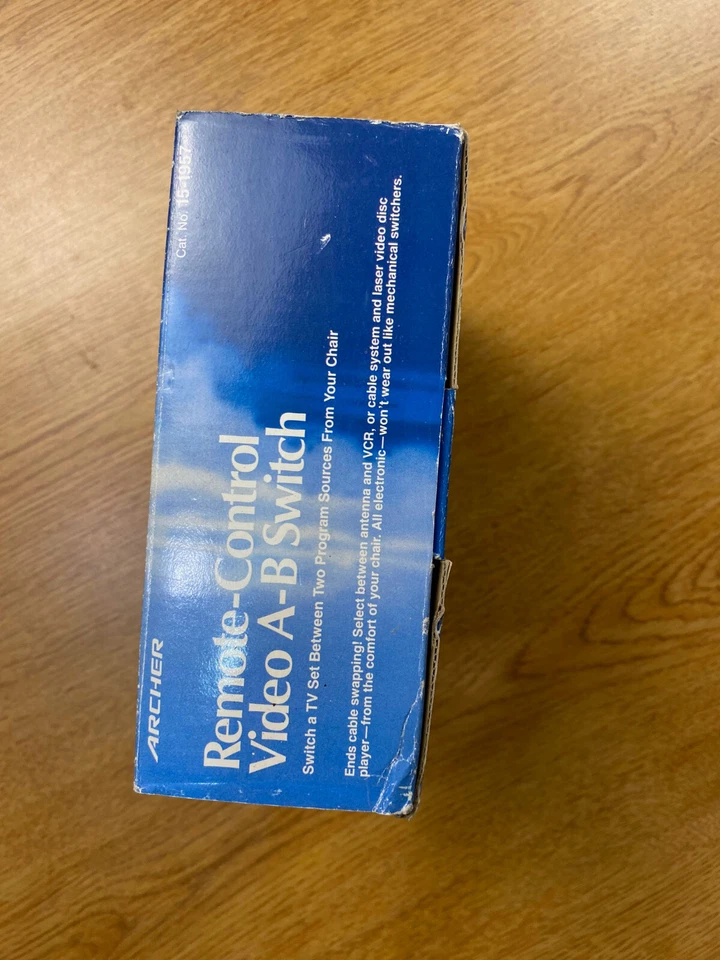 ARCHER
Cat. No. 15-1957
Remote-Control
Video A-B Switch
Switch a TV Set Between Two Program Sources From Your Chair
Ends cable swapping! Select between antenna and VCR, or cable system and laser video disc
player—from the comfort of your chair. All electronic—won't wear out like mechanical switchers.